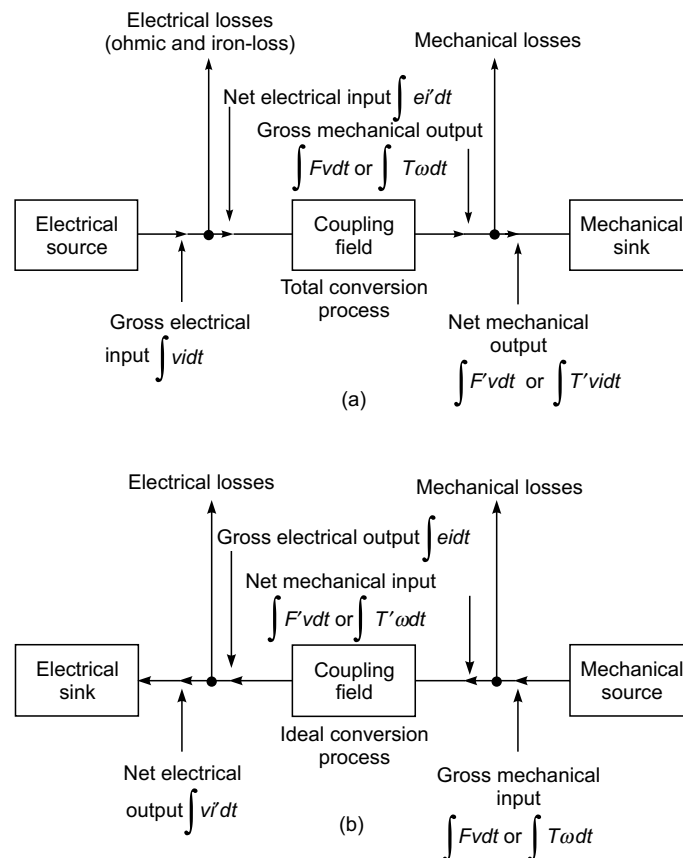 Electrical losses
(ohmic and iron-loss)
Mechanical losses
Net electrical input ∫ ei′dt
Gross mechanical output
∫ Fvdt or ∫ Tωdt
Electrical
source
Coupling
field
Mechanical
sink
Total conversion
process
Gross electrical
input ∫ vidt
Net mechanical
output
∫ F′vdt or ∫ T′vidt
(a)
Electrical losses
Mechanical losses
Gross electrical output ∫ eidt
Net mechanical input
∫ F′vdt or ∫ T′ωdt
Electrical
sink
Coupling
field
Mechanical
source
Ideal conversion
process
Net electrical
output ∫ vi′dt
Gross mechanical
input
∫ Fvdt or ∫ Tωdt
(b)